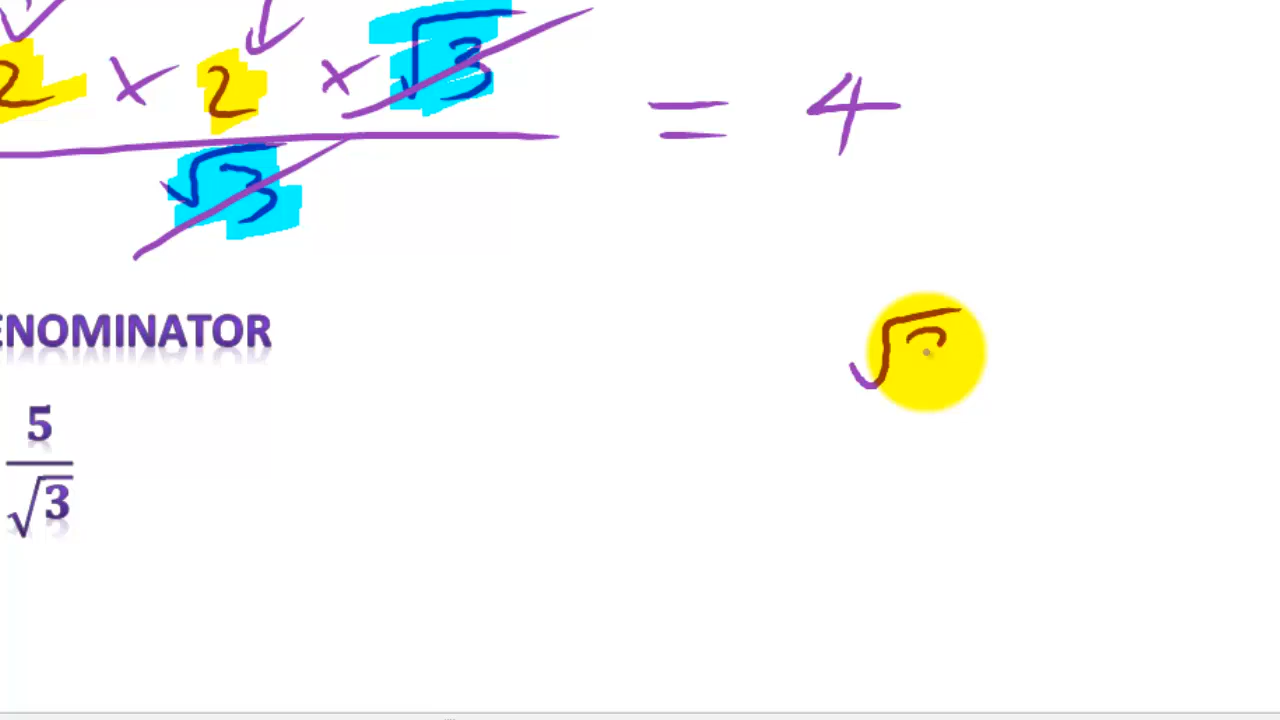 2 × 2 × √3
√3
= 4
ENOMINATOR
√
5
√3